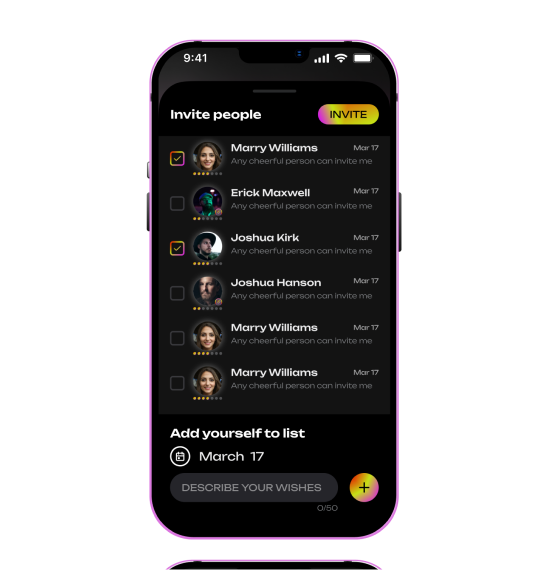 9:41
Invite people
INVITE
Marry Williams
Mar 17
Any cheerful person can invite me
Erick Maxwell
Mar 17
Any cheerful person can invite me
Joshua Kirk
Mar 17
Any cheerful person can invite me
Joshua Hanson
Mar 17
Any cheerful person can invite me
Marry Williams
Mar 17
Any cheerful person can invite me
Marry Williams
Mar 17
Any cheerful person can invite me
Add yourself to list
March 17
DESCRIBE YOUR WISHES
0/50